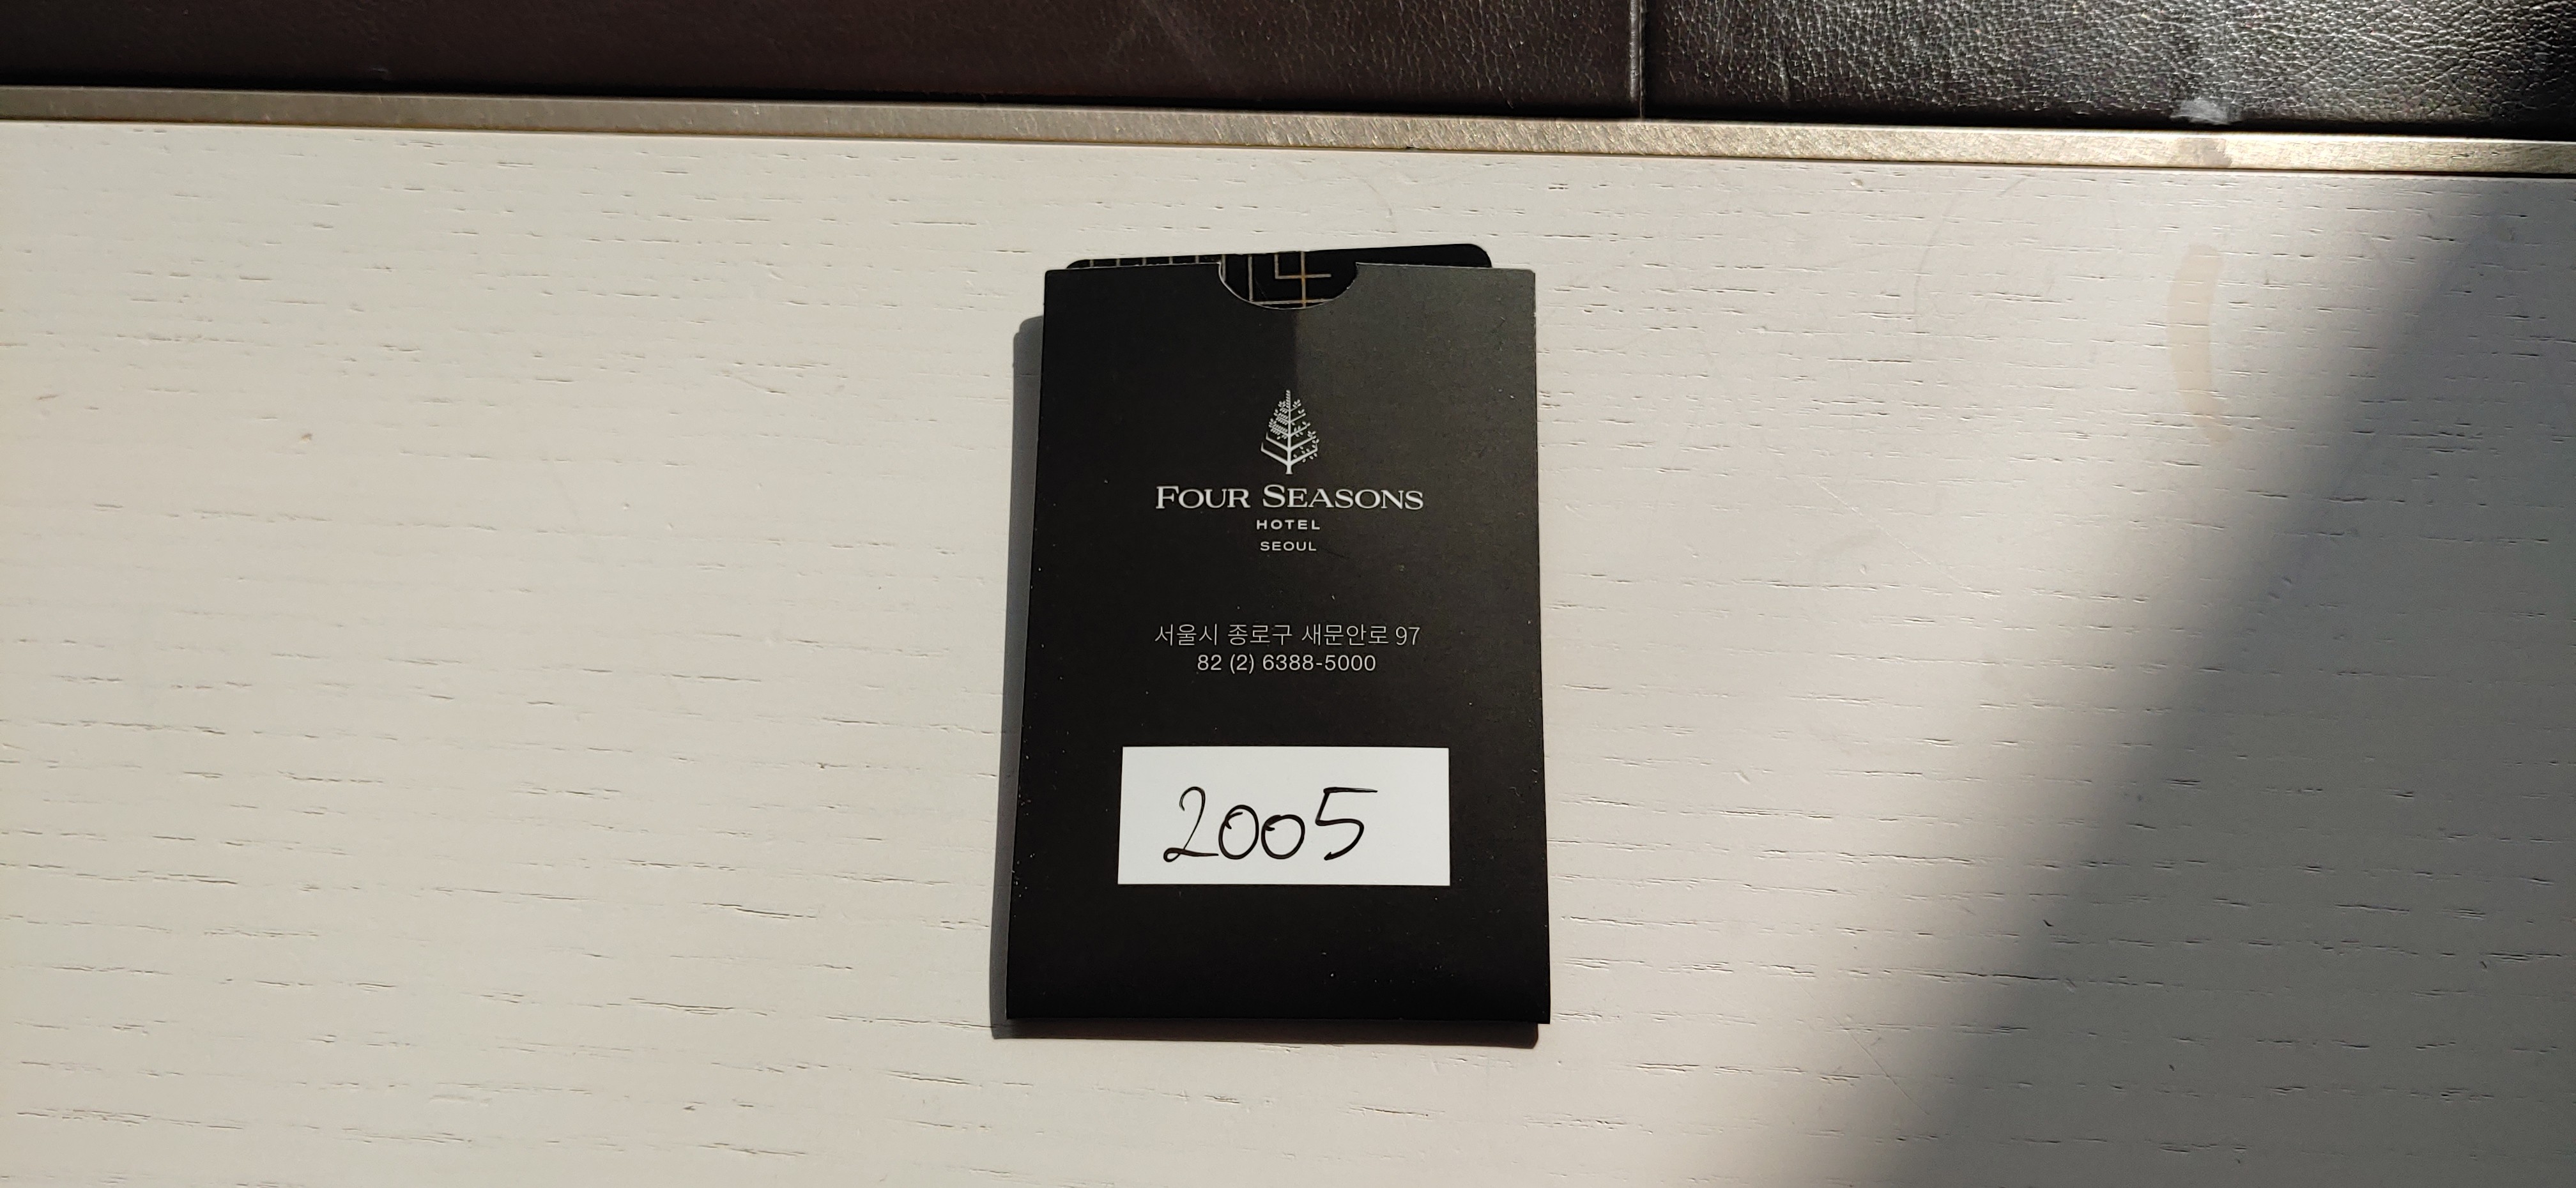 FOUR SEASONS
HOTEL
SEOUL
서울시 종로구 새문안로 97
82 (2) 6388-5000
2005